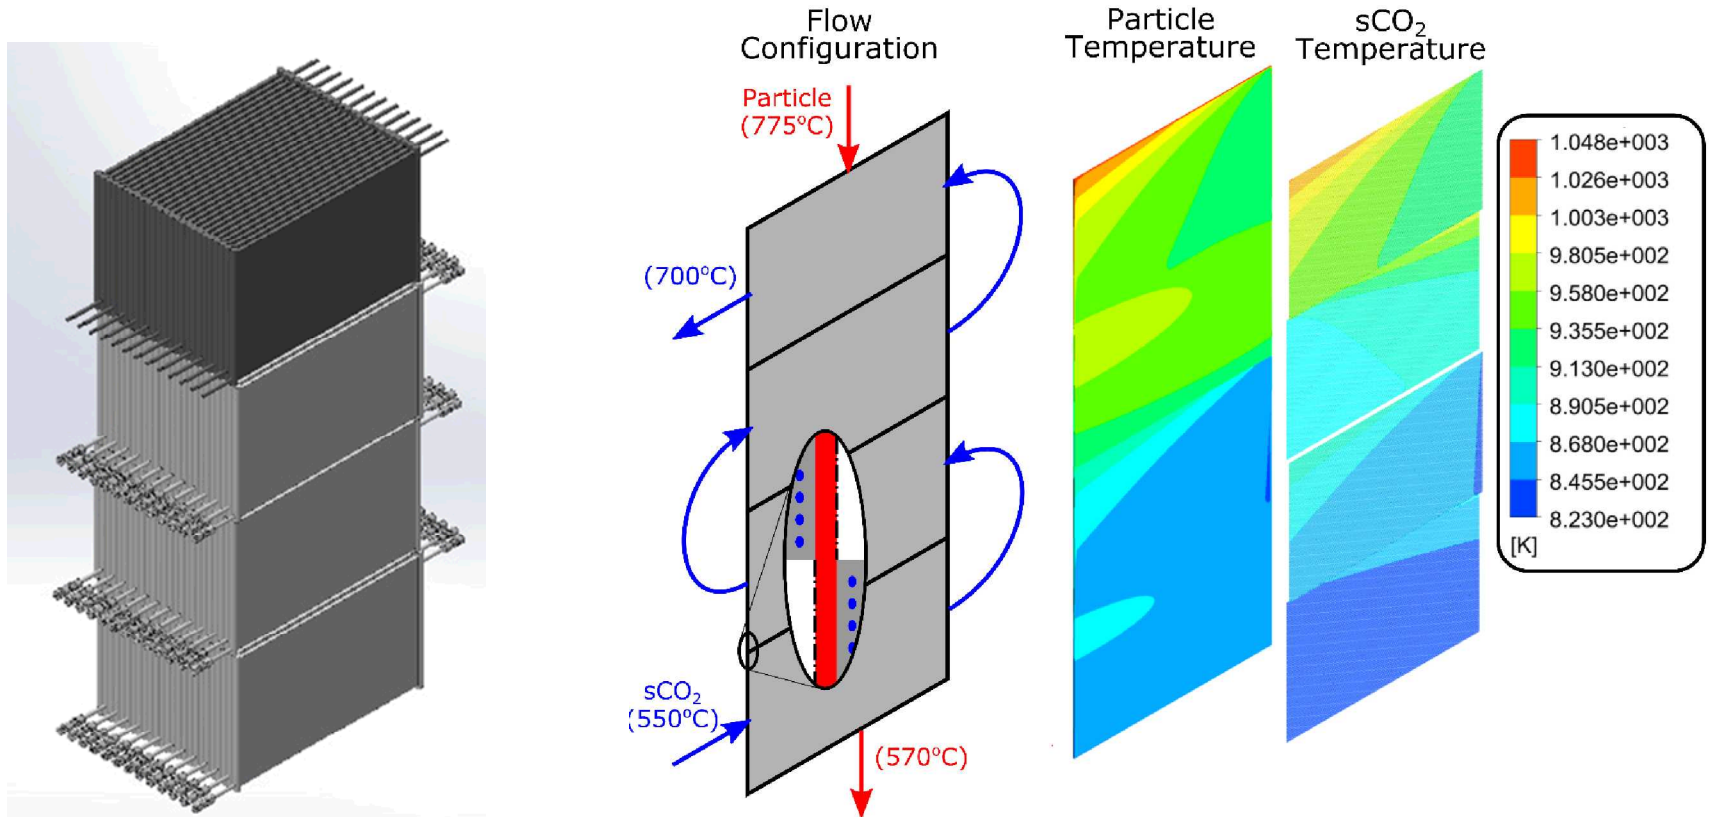 Flow
Configuration
Particle
Temperature
sCO₂
Temperature
Particle
(775°C)
(700°C)
sCO₂
(550°C)
(570°C)
1.048e+003
1.026e+003
1.003e+003
9.805e+002
9.580e+002
9.355e+002
9.130e+002
8.905e+002
8.680e+002
8.455e+002
8.230e+002
[K]